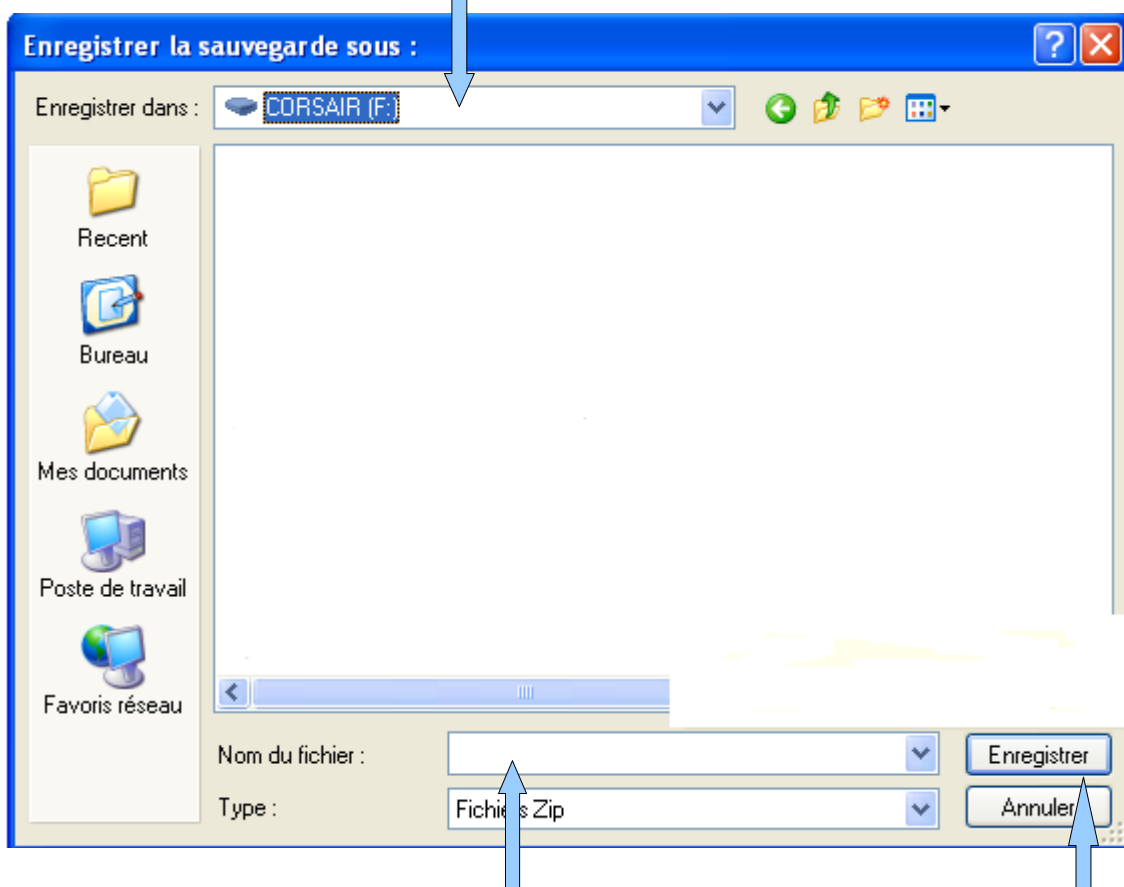 Enregistrer la sauvegarde sous :
Enregistrer dans :
CORSAIR (F:)
Recent
Bureau
Mes documents
Poste de travail
Favoris réseau
Nom du fichier :
Enregistrer
Type :
Fichiers Zip
Annuler